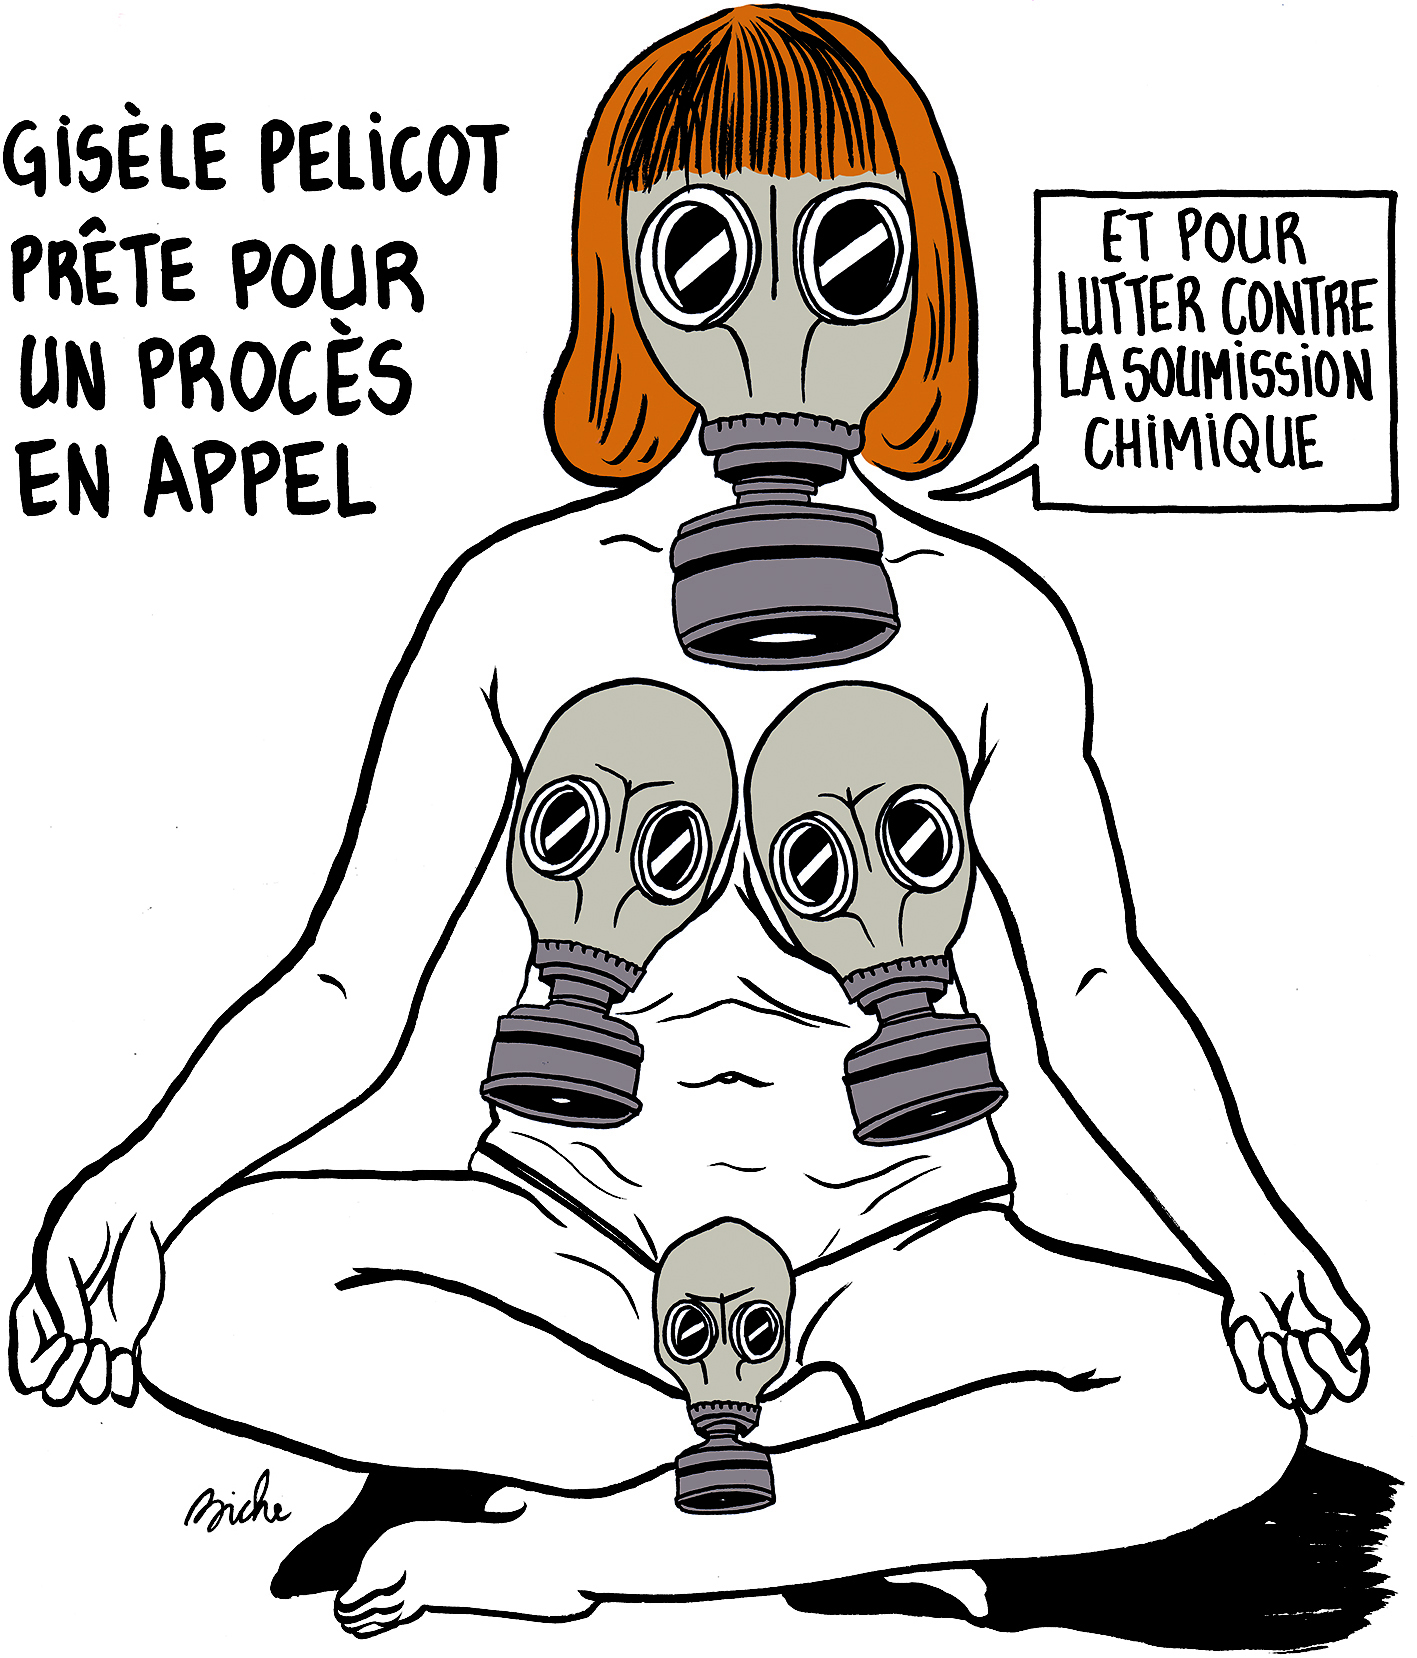 GISÈLE PELICOT
PRÊTE POUR
UN PROCÈS
EN APPEL
ET POUR
LUTTER CONTRE
LA SOUMISSION
CHIMIQUE
Biche